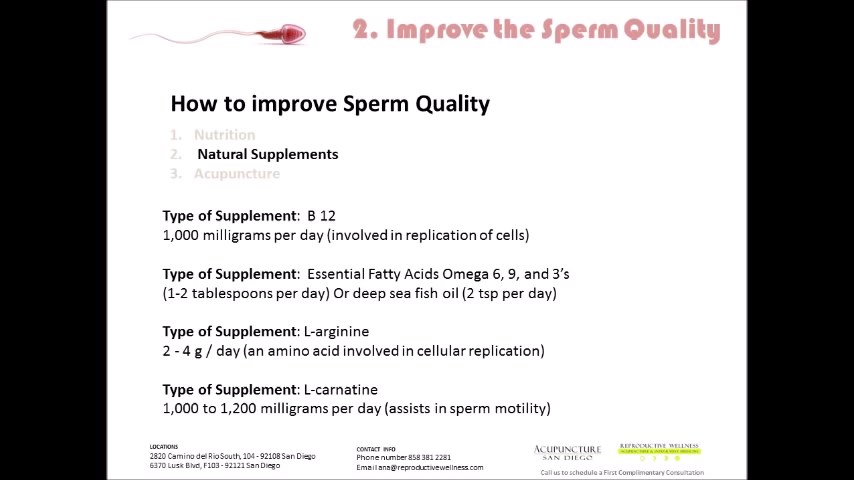 2. Improve the Sperm Quality
How to improve Sperm Quality
1. Nutrition
2. Natural Supplements
3. Acupuncture
Type of Supplement: B 12
1,000 milligrams per day (involved in replication of cells)
Type of Supplement: Essential Fatty Acids Omega 6, 9, and 3's
(1-2 tablespoons per day) Or deep sea fish oil (2 tsp per day)
Type of Supplement: L-arginine
2 - 4 g / day (an amino acid involved in cellular replication)
Type of Supplement: L-carnatine
1,000 to 1,200 milligrams per day (assists in sperm motility)
LOCATIONS
2820 Camino del Rio South, 104 - 92108 San Diego
6370 Lusk Blvd, F103 - 92121 San Diego
CONTACT INFO
Phone number 858 381 2281
Email ana@reproductivewellness.com
ACUPUNCTURE
SAN DIEGO
REPRODUCTIVE WELLNESS
Call us to schedule a First Complimentary Consultation